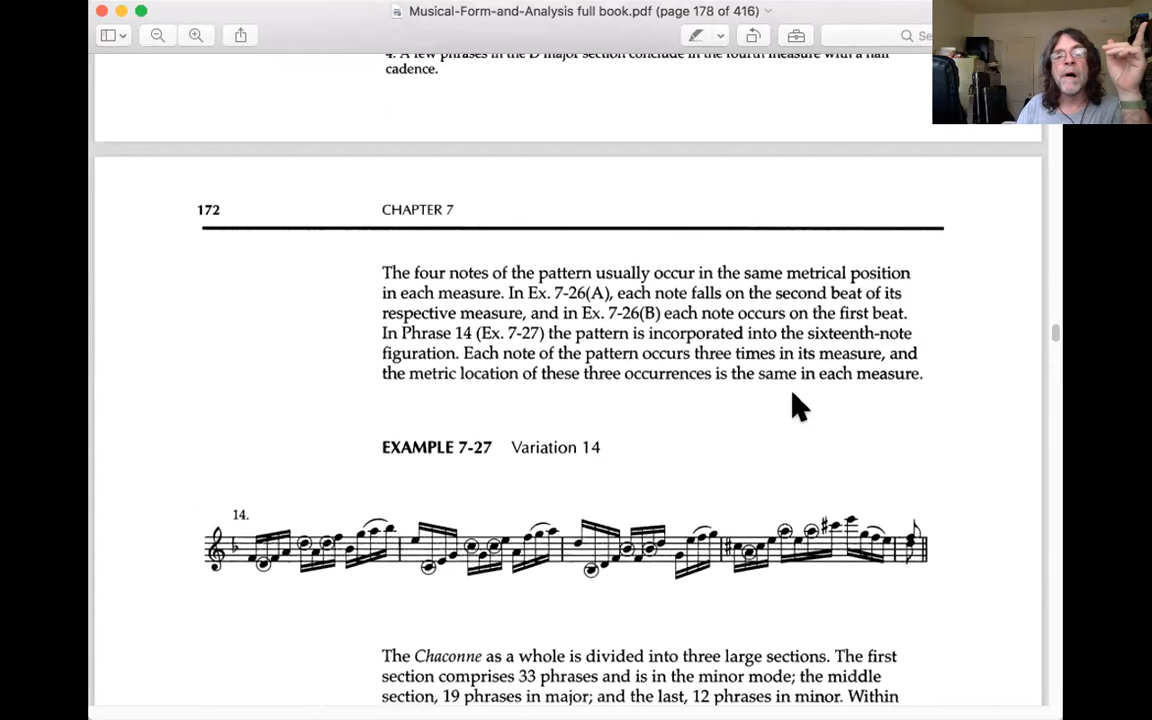 Musical-Form-and-Analysis full book.pdf (page 178 of 416)
Se
4. A few phrases in the D major section conclude in the fourth measure with a half
cadence.
172 CHAPTER 7
The four notes of the pattern usually occur in the same metrical position
in each measure. In Ex. 7-26(A), each note falls on the second beat of its
respective measure, and in Ex. 7-26(B) each note occurs on the first beat.
In Phrase 14 (Ex. 7-27) the pattern is incorporated into the sixteenth-note
figuration. Each note of the pattern occurs three times in its measure, and
the metric location of these three occurrences is the same in each measure.
EXAMPLE 7-27 Variation 14
14.
The Chaconne as a whole is divided into three large sections. The first
section comprises 33 phrases and is in the minor mode; the middle
section, 19 phrases in major; and the last, 12 phrases in minor. Within